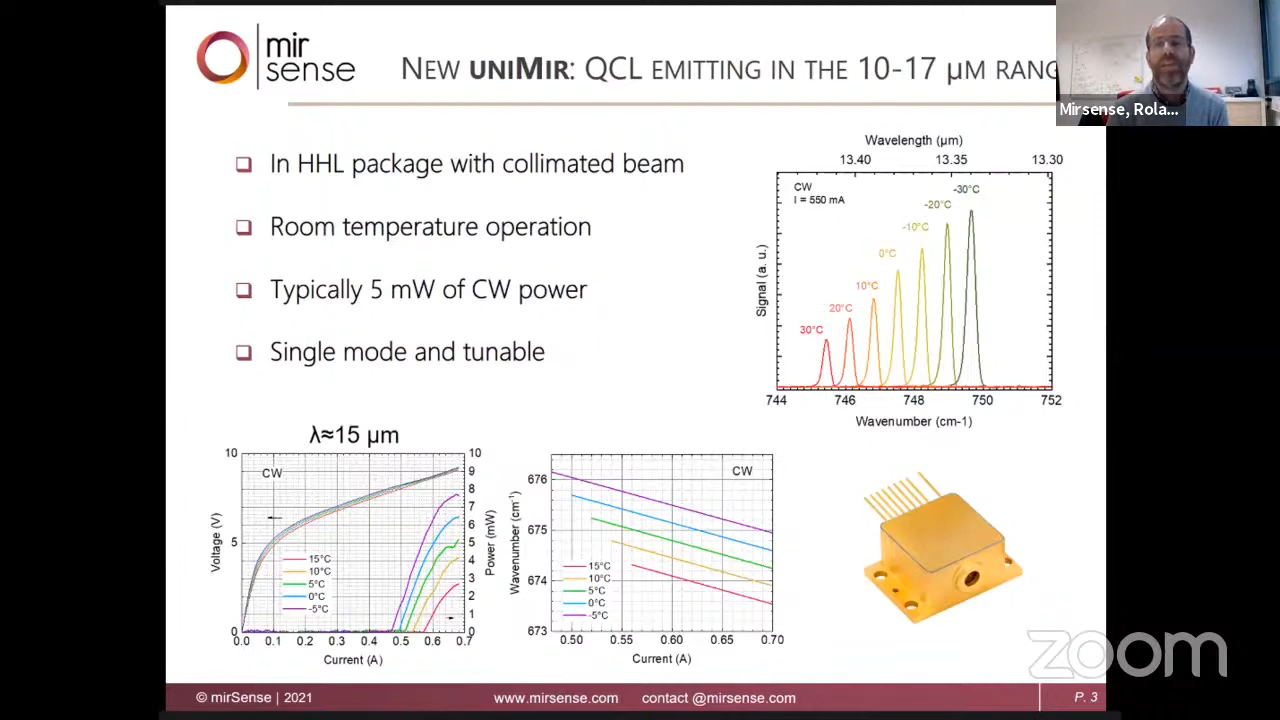 mir
sense
NEW UNIMIR: QCL EMITTING IN THE 10-17 µM RANG
Mirsense, Rola...
In HHL package with collimated beam
Room temperature operation
Typically 5 mW of CW power
Single mode and tunable
Wavelength (µm)
13.40 13.35 13.30
CW
I = 550 mA
-30°C
-20°C
-10°C
0°C
10°C
20°C
30°C
Signal (a. u.)
744 746 748 750 752
Wavenumber (cm-1)
λ≈15 µm
10
5
0
Voltage (V)
CW
15°C
10°C
5°C
0°C
-5°C
10
9
8
7
6
5
4
3
2
1
0
Power (mW)
0.0 0.1 0.2 0.3 0.4 0.5 0.6 0.7
Current (A)
676
675
674
673
Wavenumber (cm⁻¹)
CW
15°C
10°C
5°C
0°C
-5°C
0.50 0.55 0.60 0.65 0.70
Current (A)
zoom
© mirSense | 2021
www.mirsense.com contact @mirsense.com
P. 3